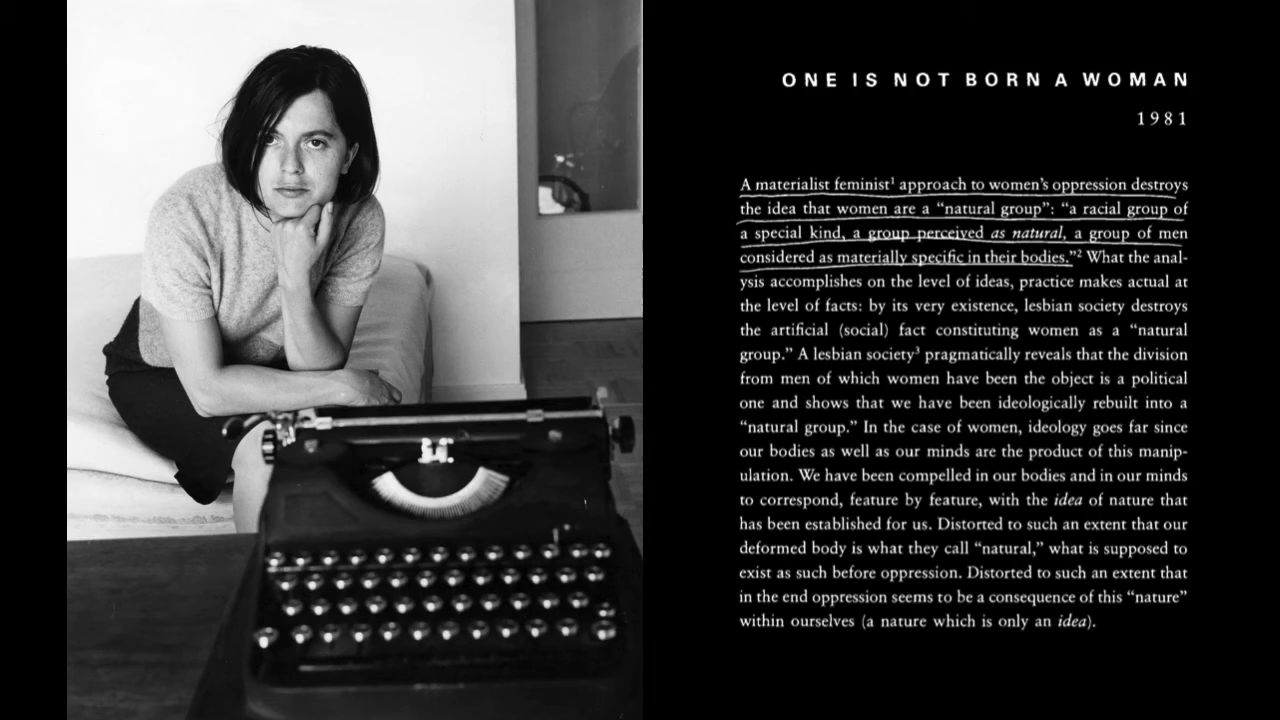 ONE IS NOT BORN A WOMAN
1981
A materialist feminist¹ approach to women's oppression destroys
the idea that women are a “natural group”: “a racial group of
a special kind, a group perceived as natural, a group of men
considered as materially specific in their bodies.”² What the anal-
ysis accomplishes on the level of ideas, practice makes actual at
the level of facts: by its very existence, lesbian society destroys
the artificial (social) fact constituting women as a “natural
group.” A lesbian society³ pragmatically reveals that the division
from men of which women have been the object is a political
one and shows that we have been ideologically rebuilt into a
“natural group.” In the case of women, ideology goes far since
our bodies as well as our minds are the product of this manip-
ulation. We have been compelled in our bodies and in our minds
to correspond, feature by feature, with the idea of nature that
has been established for us. Distorted to such an extent that our
deformed body is what they call “natural,” what is supposed to
exist as such before oppression. Distorted to such an extent that
in the end oppression seems to be a consequence of this “nature”
within ourselves (a nature which is only an idea).